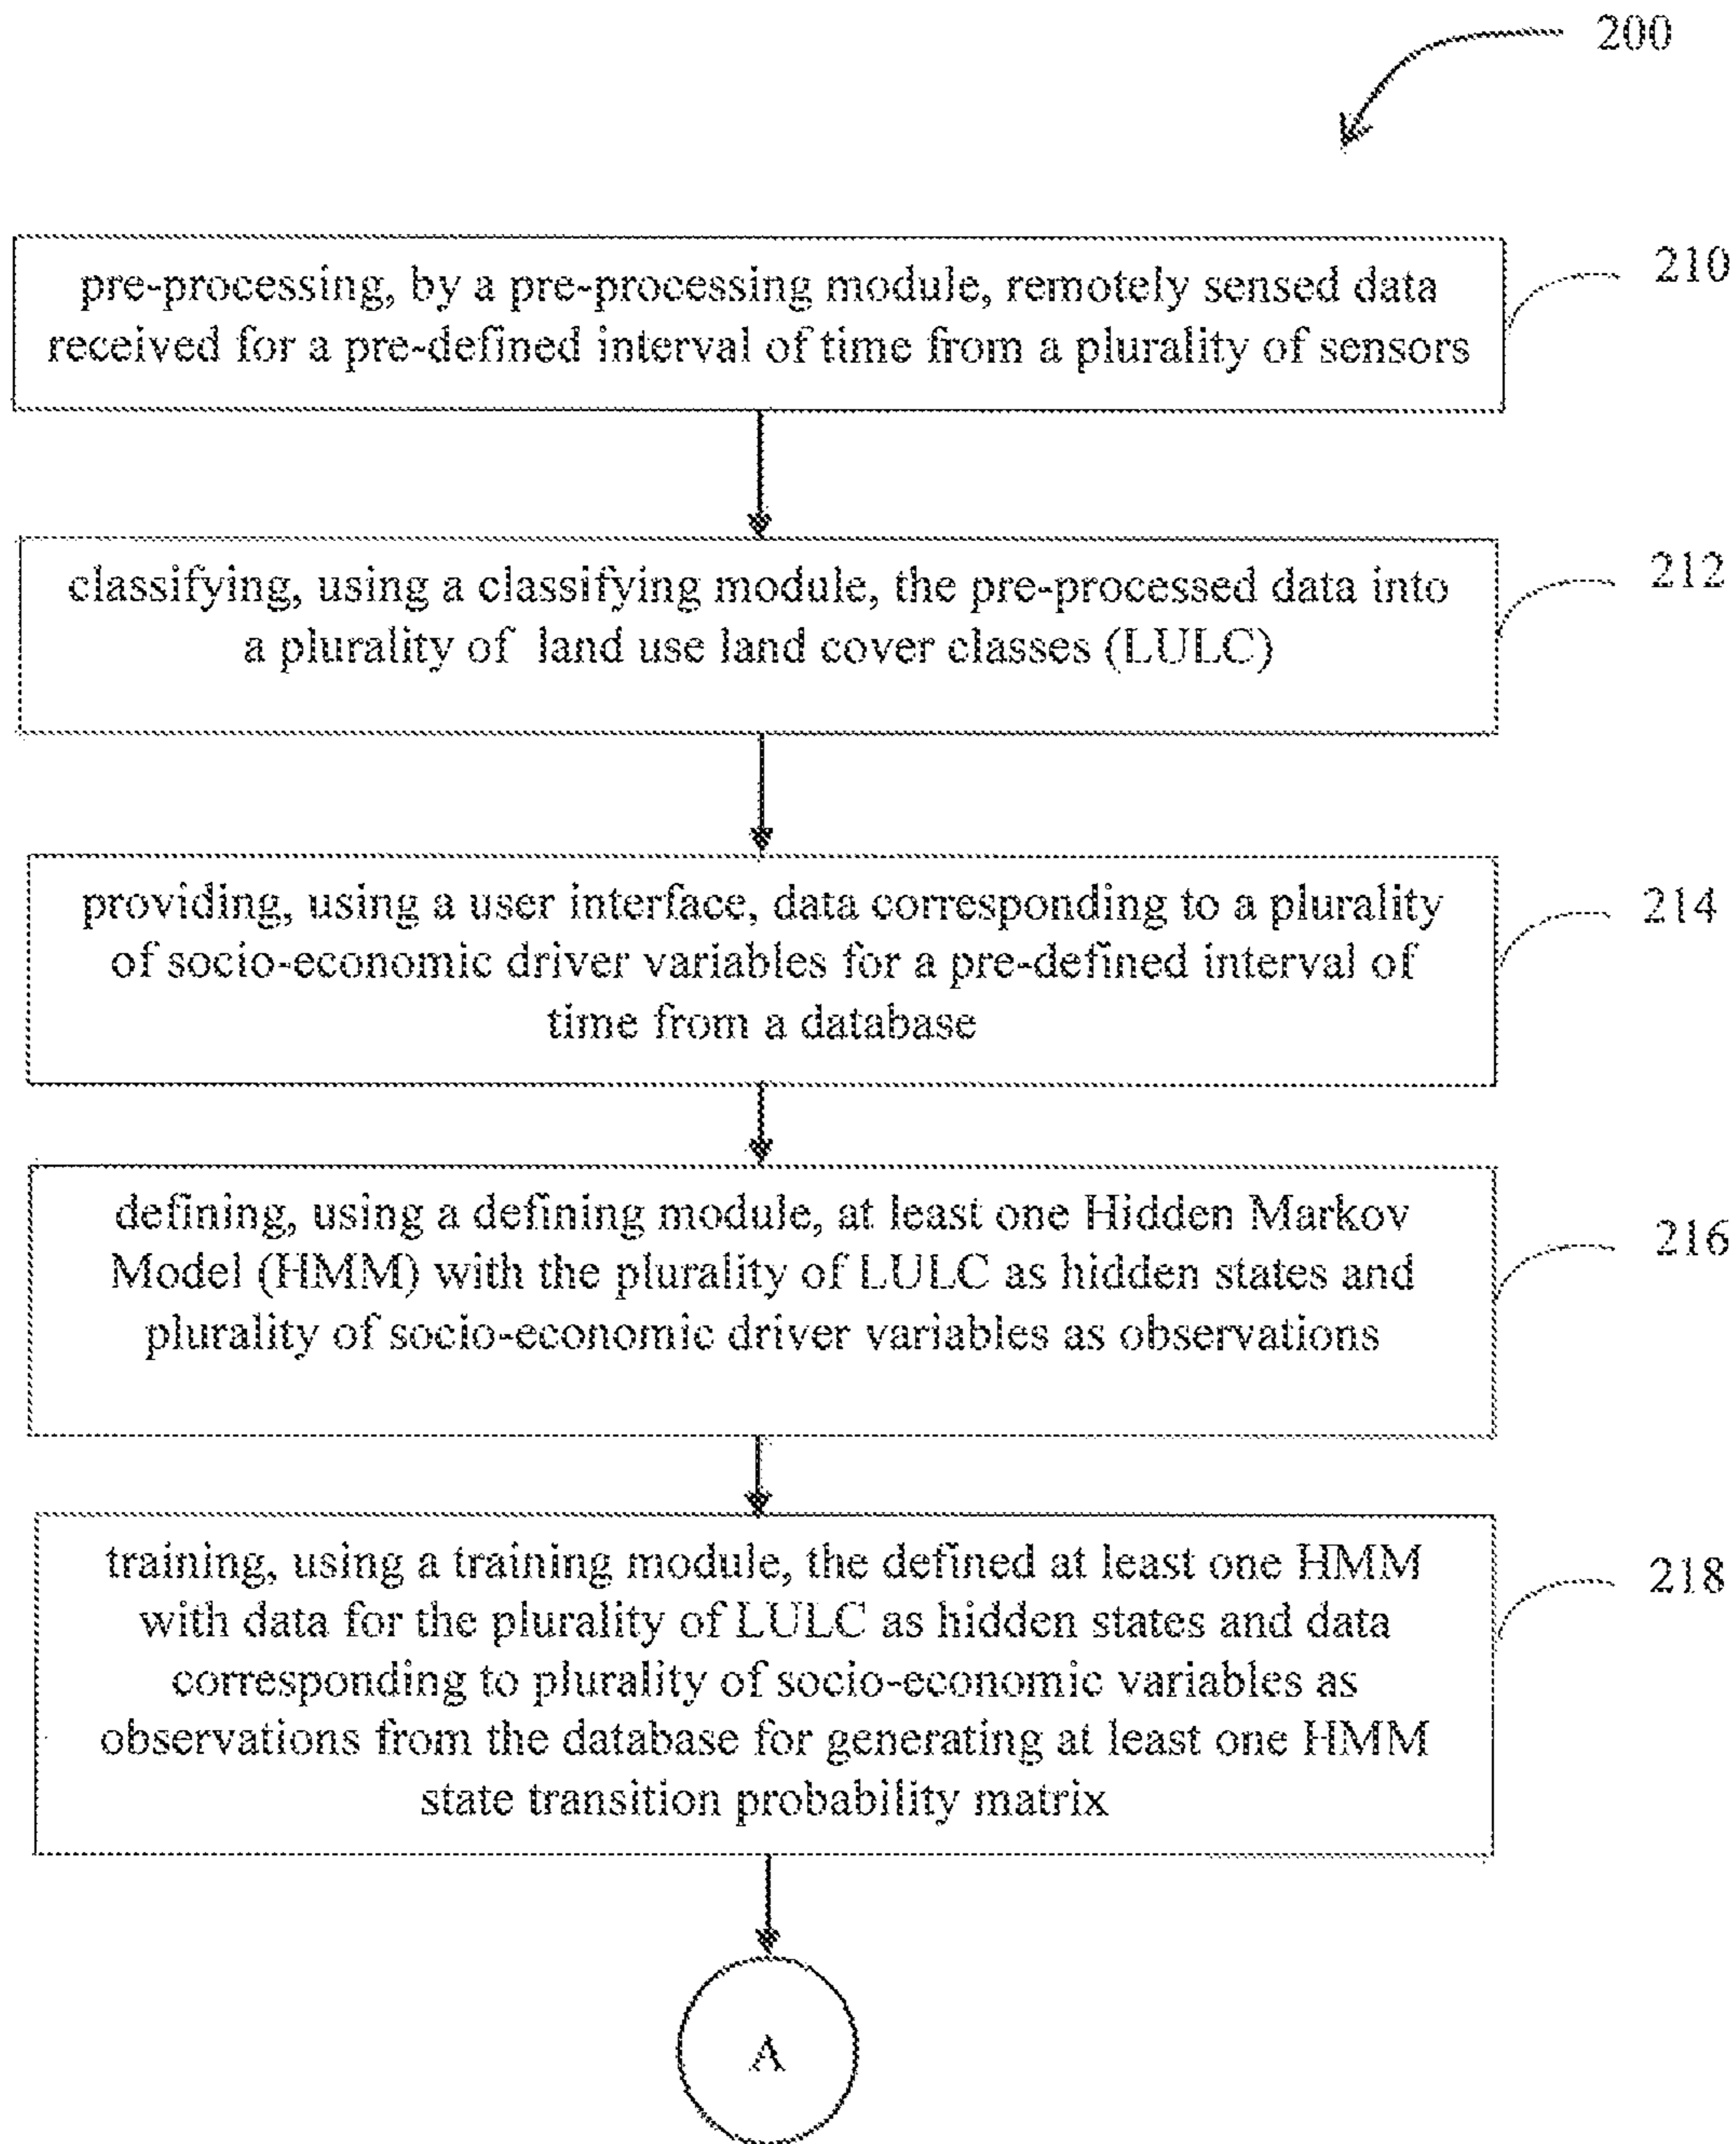 200
pre-processing, by a pre-processing module, remotely sensed data
received for a pre-defined interval of time from a plurality of sensors
210
classifying, using a classifying module, the pre-processed data into
a plurality of land use land cover classes (LULC)
212
providing, using a user interface, data corresponding to a plurality
of socio-economic driver variables for a pre-defined interval of
time from a database
214
defining, using a defining module, at least one Hidden Markov
Model (HMM) with the plurality of LULC as hidden states and
plurality of socio-economic driver variables as observations
216
training, using a training module, the defined at least one HMM
with data for the plurality of LULC as hidden states and data
corresponding to plurality of socio-economic variables as
observations from the database for generating at least one HMM
state transition probability matrix
218
A